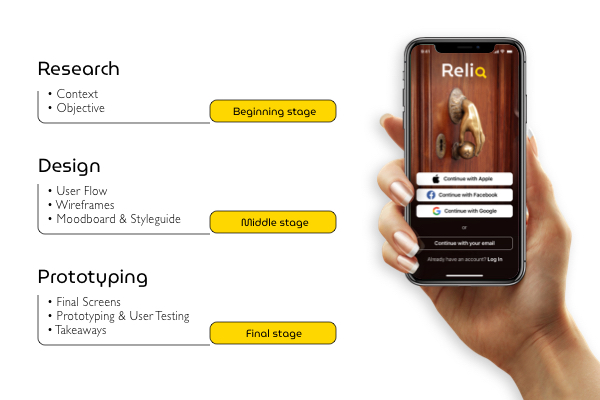 Research
• Context
• Objective
Beginning stage
Design
• User Flow
• Wireframes
• Moodboard & Styleguide
Middle stage
Prototyping
• Final Screens
• Prototyping & User Testing
• Takeaways
Final stage
9:41
Reliq
Continue with Apple
Continue with Facebook
Continue with Google
or
Continue with your email
Already have an account? Log In